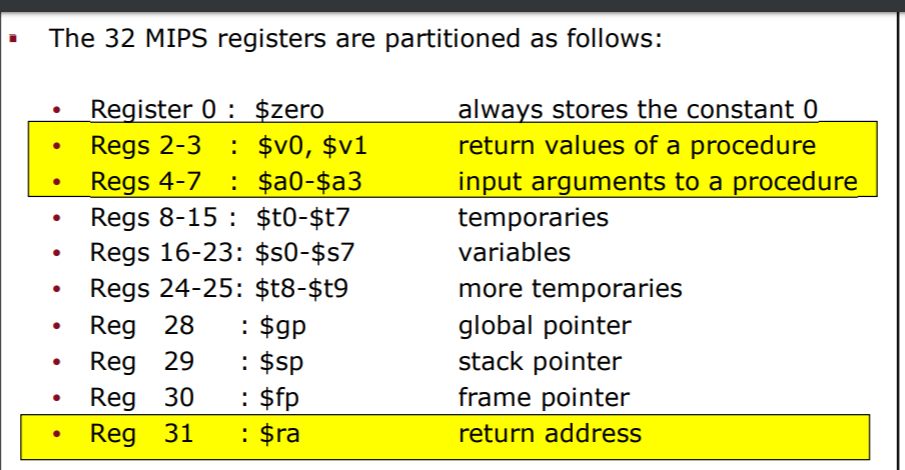 ▪ The 32 MIPS registers are partitioned as follows:
• Register 0 : $zero always stores the constant 0
• Regs 2-3 : $v0, $v1 return values of a procedure
• Regs 4-7 : $a0-$a3 input arguments to a procedure
• Regs 8-15 : $t0-$t7 temporaries
• Regs 16-23: $s0-$s7 variables
• Regs 24-25: $t8-$t9 more temporaries
• Reg 28 : $gp global pointer
• Reg 29 : $sp stack pointer
• Reg 30 : $fp frame pointer
• Reg 31 : $ra return address